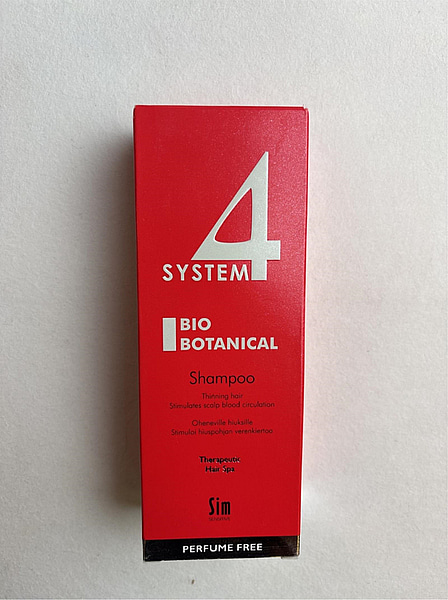 SYSTEM 4
BIO
BOTANICAL
Shampoo
Thinning hair
Stimulates scalp blood circulation
Oheneville hiuksille
Stimuloi hiuspohjan verenkiertoa
Therapeutic
Hair Spa
Sim
SENSITIVE
PERFUME FREE